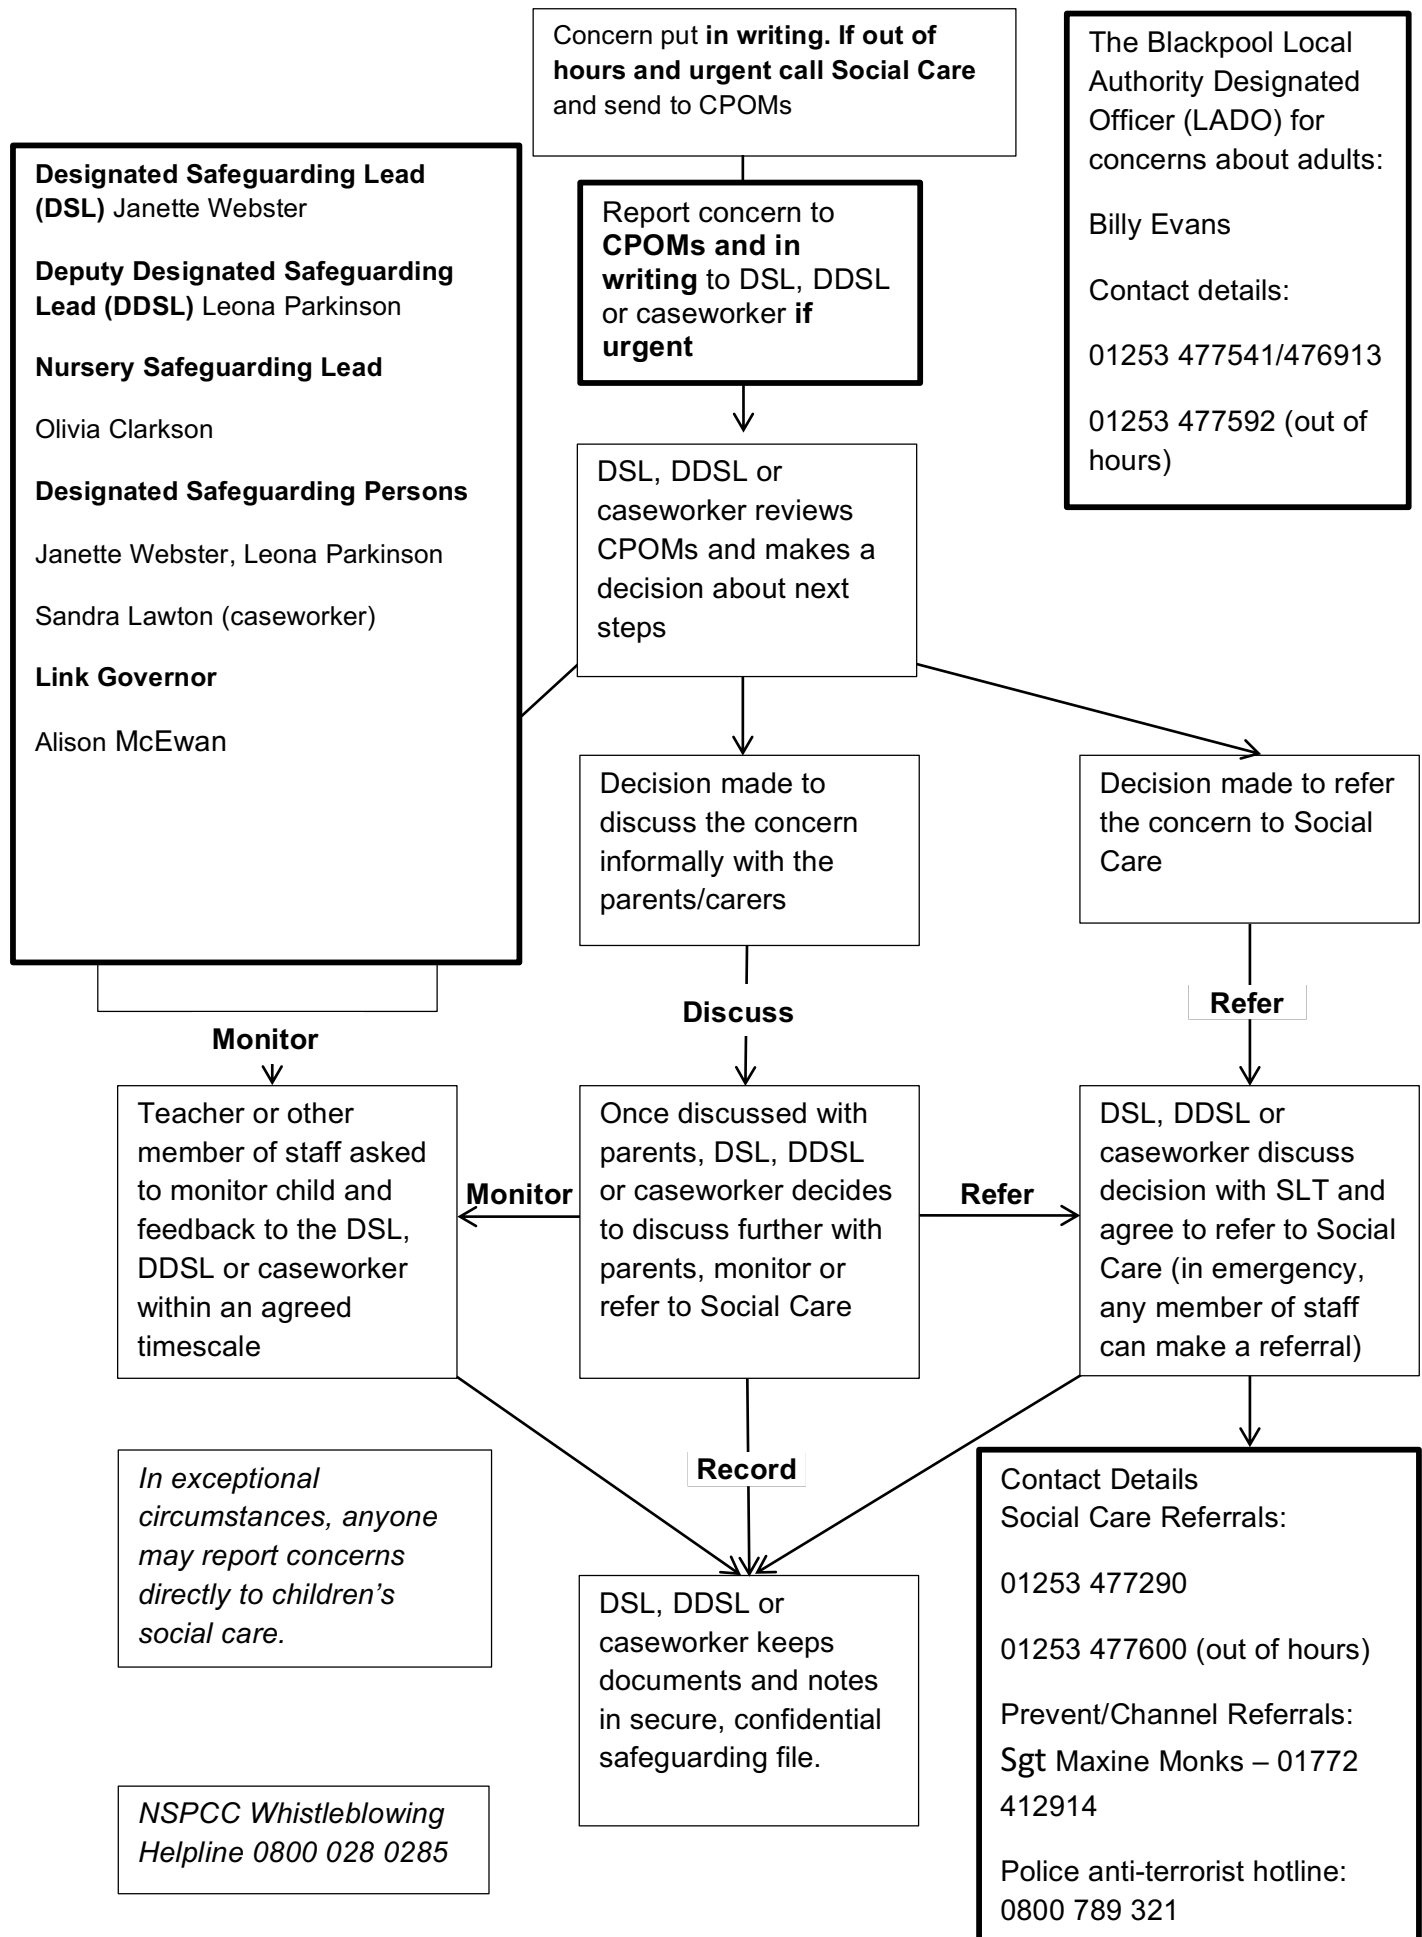 Concern put in writing. If out of
hours and urgent call Social Care
and send to CPOMs
The Blackpool Local
Authority Designated
Officer (LADO) for
concerns about adults:
Billy Evans
Contact details:
01253 477541/476913
01253 477592 (out of
hours)
Designated Safeguarding Lead
(DSL) Janette Webster
Deputy Designated Safeguarding
Lead (DDSL) Leona Parkinson
Nursery Safeguarding Lead
Olivia Clarkson
Designated Safeguarding Persons
Janette Webster, Leona Parkinson
Sandra Lawton (caseworker)
Link Governor
Alison McEwan
Report concern to
CPOMs and in
writing to DSL, DDSL
or caseworker if
urgent
DSL, DDSL or
caseworker reviews
CPOMs and makes a
decision about next
steps
Decision made to
discuss the concern
informally with the
parents/carers
Decision made to refer
the concern to Social
Care
Monitor
Discuss
Refer
Teacher or other
member of staff asked
to monitor child and
feedback to the DSL,
DDSL or caseworker
within an agreed
timescale
Monitor
Once discussed with
parents, DSL, DDSL
or caseworker decides
to discuss further with
parents, monitor or
refer to Social Care
Refer
DSL, DDSL or
caseworker discuss
decision with SLT and
agree to refer to Social
Care (in emergency,
any member of staff
can make a referral)
In exceptional
circumstances, anyone
may report concerns
directly to children’s
social care.
Record
DSL, DDSL or
caseworker keeps
documents and notes
in secure, confidential
safeguarding file.
Contact Details
Social Care Referrals:
01253 477290
01253 477600 (out of hours)
Prevent/Channel Referrals:
Sgt Maxine Monks – 01772
412914
Police anti-terrorist hotline:
0800 789 321
NSPCC Whistleblowing
Helpline 0800 028 0285